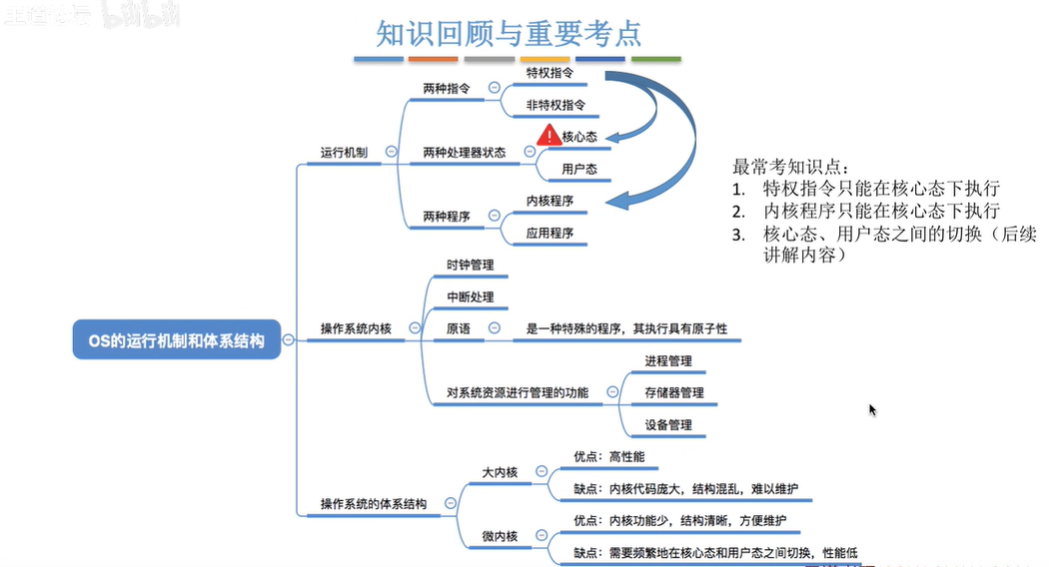 王道论坛 bilibili
知识回顾与重要考点
OS的运行机制和体系结构
运行机制
两种指令
特权指令
非特权指令
两种处理器状态
核心态
用户态
两种程序
内核程序
应用程序
操作系统内核
时钟管理
中断处理
原语
是一种特殊的程序，其执行具有原子性
对系统资源进行管理的功能
进程管理
存储器管理
设备管理
操作系统的体系结构
大内核
优点：高性能
缺点：内核代码庞大，结构混乱，难以维护
微内核
优点：内核功能少，结构清晰，方便维护
缺点：需要频繁地在核心态和用户态之间切换，性能低
最常考知识点：
1. 特权指令只能在核心态下执行
2. 内核程序只能在核心态下执行
3. 核心态、用户态之间的切换（后续
讲解内容）